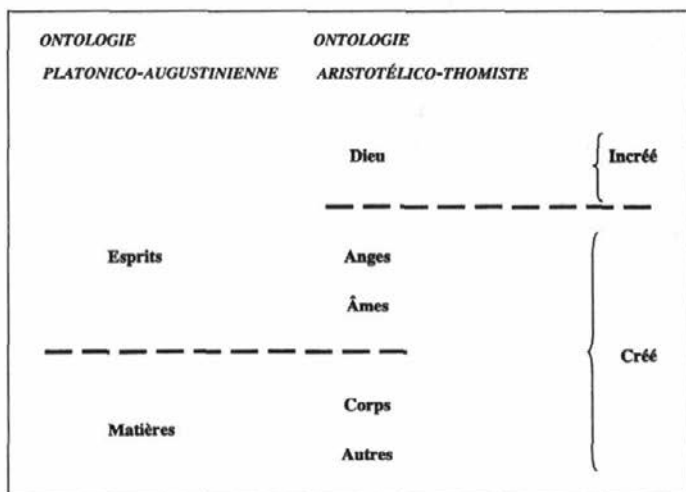 ONTOLOGIE
PLATONICO-AUGUSTINIENNE
ONTOLOGIE
ARISTOTÉLICO-THOMISTE
Dieu
Incréé
Esprits
Anges
Âmes
Créé
Corps
Matières
Autres